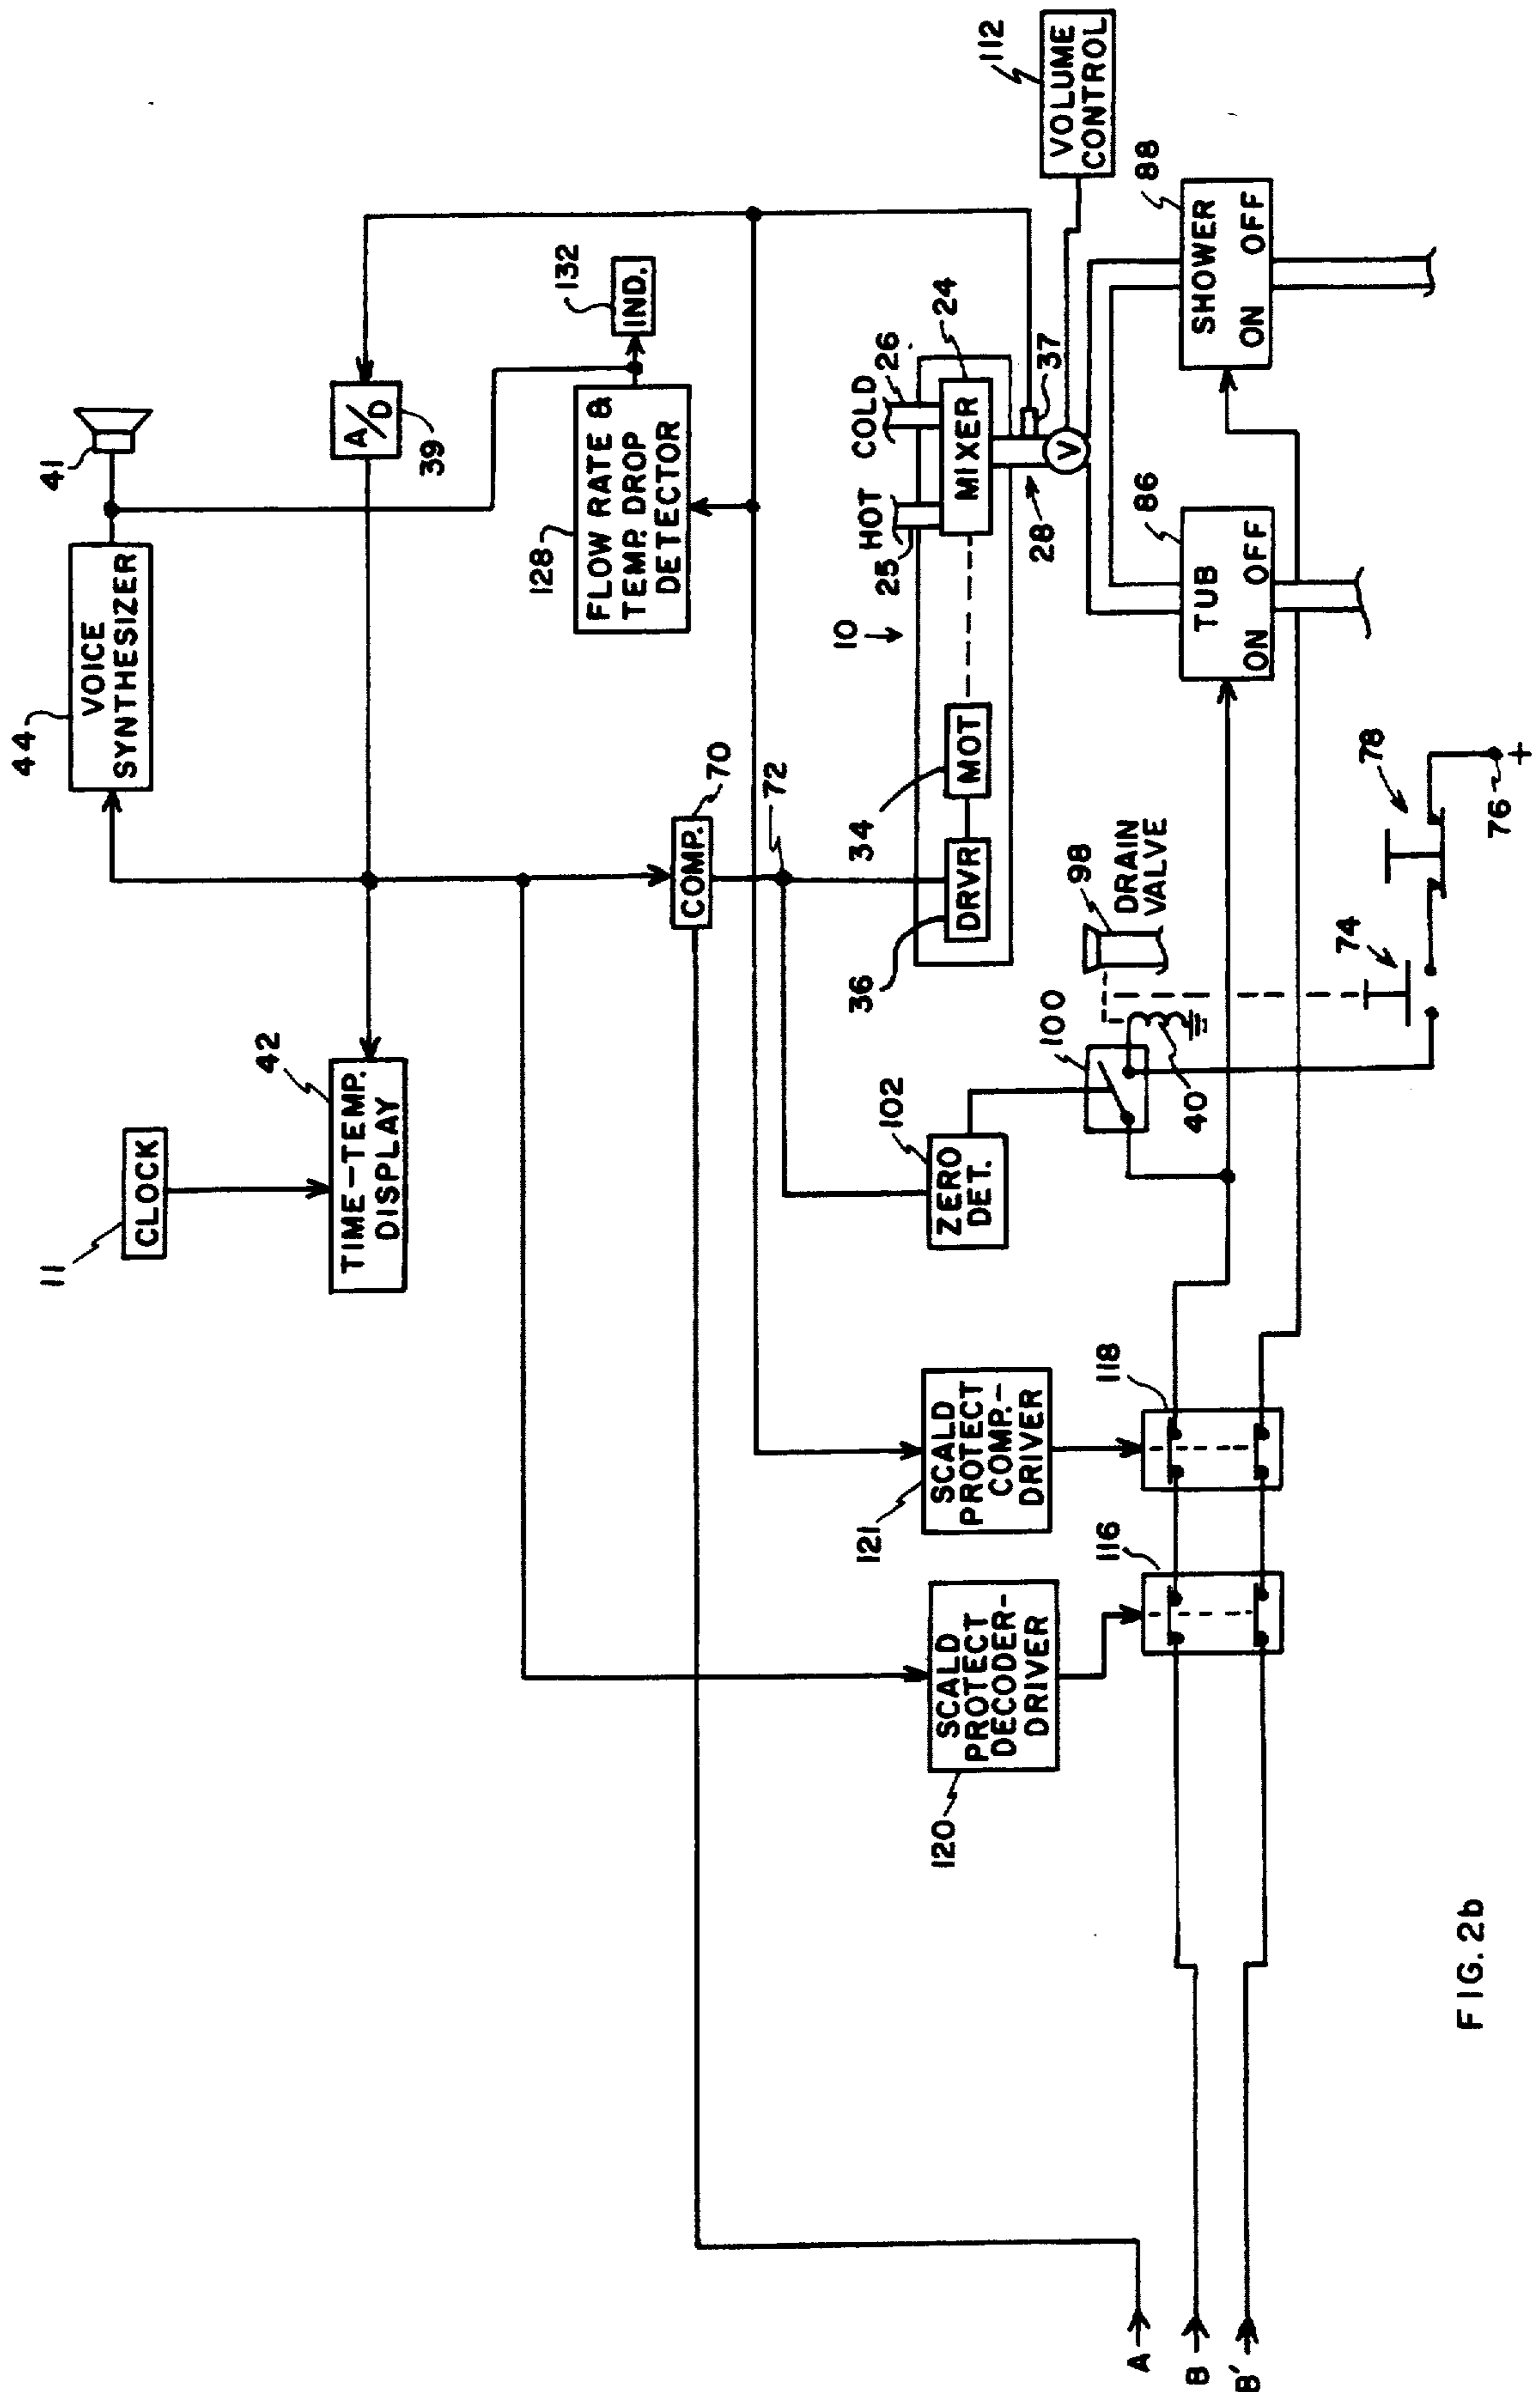 11
CLOCK
42
TIME-TEMP.
DISPLAY
44
VOICE
SYNTHESIZER
41
A/D
39
128
FLOW RATE &
TEMP. DROP
DETECTOR
132
IND.
COMP.
70
72
10
HOT
25
COLD
26
24
MIXER
34
MOT
36
DRVR
28
37
V
112
VOLUME
CONTROL
86
TUB
ON OFF
88
SHOWER
ON OFF
98
DRAIN
VALVE
100
40
102
ZERO
DET.
74
78
76
+
121
SCALD
PROTECT
COMP.-
DRIVER
118
120
SCALD
PROTECT
DECODER-
DRIVER
116
A
B
B'
FIG. 2b